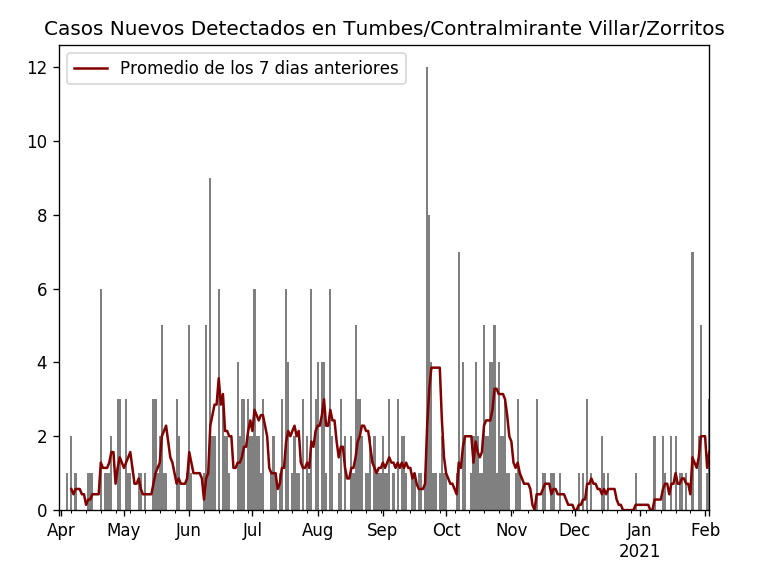 Casos Nuevos Detectados en Tumbes/Contralmirante Villar/Zorritos
Promedio de los 7 dias anteriores
12
10
8
6
4
2
0
Apr May Jun Jul Aug Sep Oct Nov Dec Jan Feb
2021